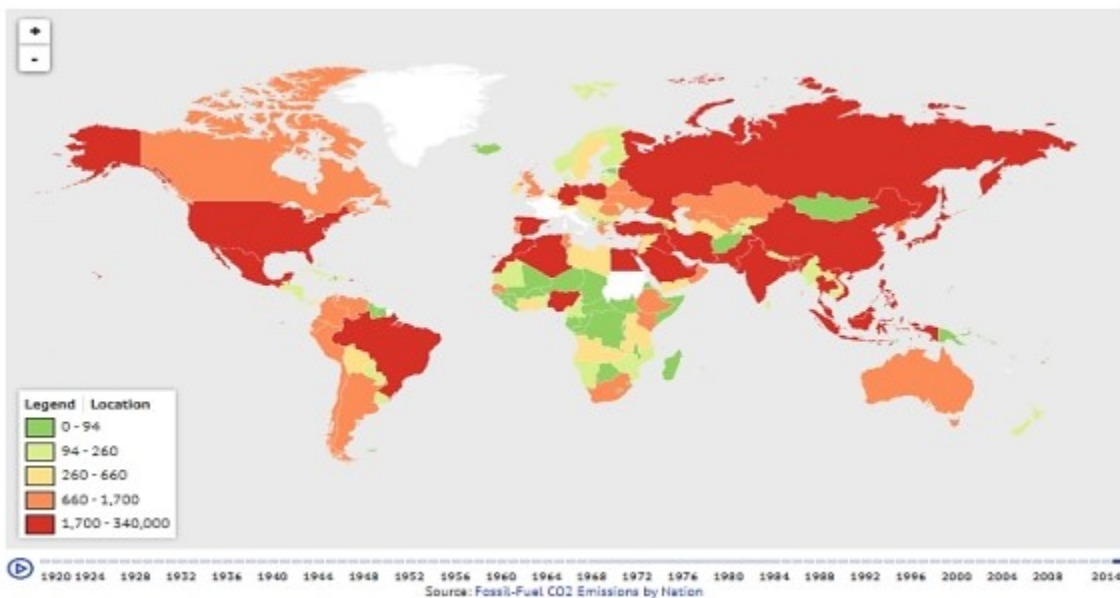 +
-
Legend Location
0 - 94
94 - 260
260 - 660
660 - 1,700
1,700 - 340,000
1920 1924 1928 1932 1936 1940 1944 1948 1952 1956 1960 1964 1968 1972 1976 1980 1984 1988 1992 1996 2000 2004 2008 2014
Source: Fossil-Fuel CO2 Emissions by Nation